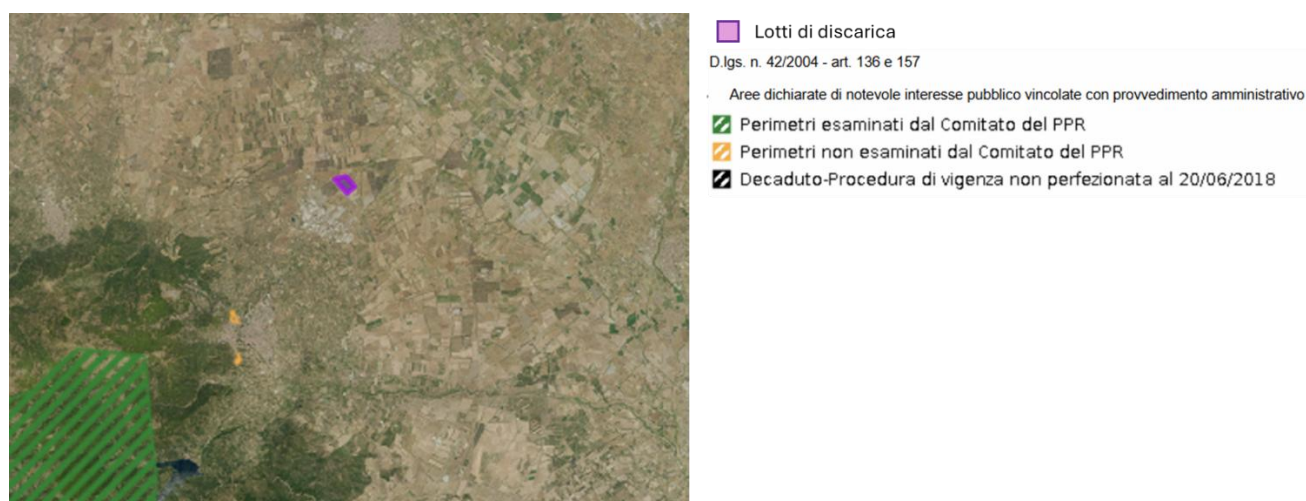 Lotti di discarica
D.lgs. n. 42/2004 - art. 136 e 157
Aree dichiarate di notevole interesse pubblico vincolate con provvedimento amministrativo
Perimetri esaminati dal Comitato del PPR
Perimetri non esaminati dal Comitato del PPR
Decaduto-Procedura di vigenza non perfezionata al 20/06/2018